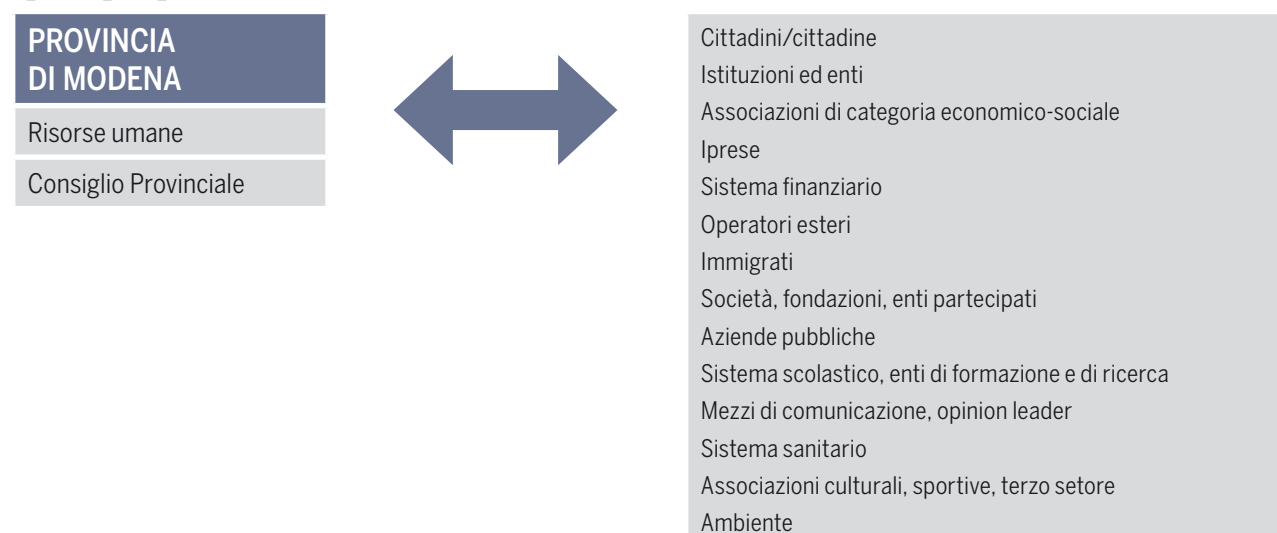 PROVINCIA
DI MODENA
Risorse umane
Consiglio Provinciale
Cittadini/cittadine
Istituzioni ed enti
Associazioni di categoria economico-sociale
Iprese
Sistema finanziario
Operatori esteri
Immigrati
Società, fondazioni, enti partecipati
Aziende pubbliche
Sistema scolastico, enti di formazione e di ricerca
Mezzi di comunicazione, opinion leader
Sistema sanitario
Associazioni culturali, sportive, terzo setore
Ambiente